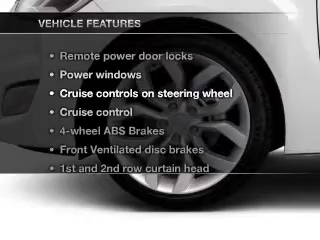 VEHICLE FEATURES
• Remote power door locks
• Power windows
• Cruise controls on steering wheel
• Cruise control
• 4-wheel ABS Brakes
• Front Ventilated disc brakes
• 1st and 2nd row curtain head